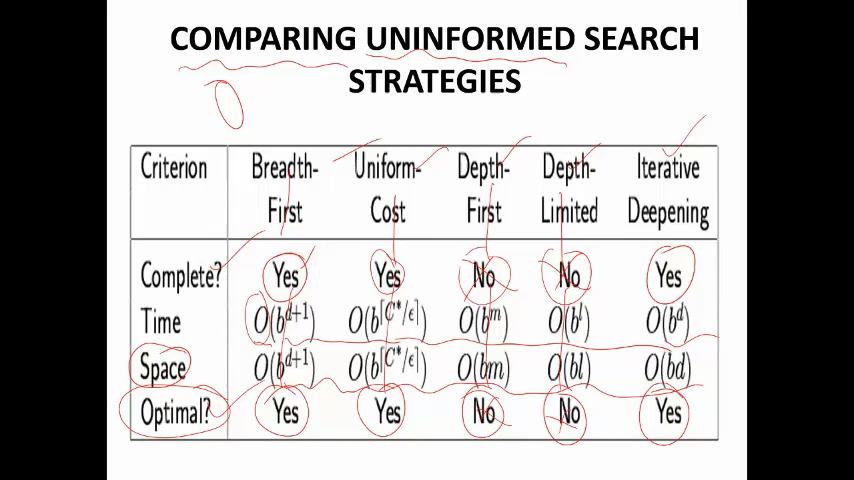 COMPARING UNINFORMED SEARCH
STRATEGIES
Criterion Breadth- Uniform- Depth- Depth- Iterative
First Cost First Limited Deepening
Complete? Yes Yes No No Yes
Time O(b^{d+1}) O(b^{⌈C*/ϵ⌉}) O(b^m) O(b^l) O(b^d)
Space O(b^{d+1}) O(b^{⌈C*/ϵ⌉}) O(bm) O(bl) O(bd)
Optimal? Yes Yes No No Yes